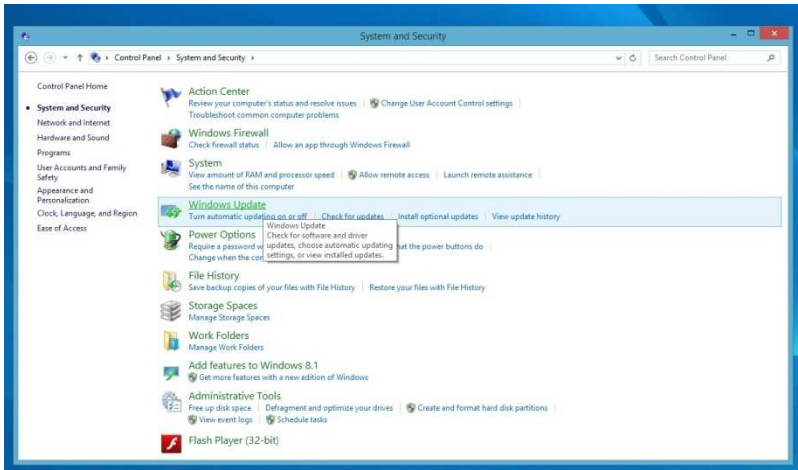 System and Security
Control Panel › System and Security ›
Search Control Panel
Control Panel Home
System and Security
Network and Internet
Hardware and Sound
Programs
User Accounts and Family
Safety
Appearance and
Personalization
Clock, Language, and Region
Ease of Access
Action Center
Review your computer's status and resolve issues Change User Account Control settings
Troubleshoot common computer problems
Windows Firewall
Check firewall status Allow an app through Windows Firewall
System
View amount of RAM and processor speed Allow remote access Launch remote assistance
See the name of this computer
Windows Update
Turn automatic updating on or off Check for updates Install optional updates View update history
Windows Update
Check for software and driver
updates, choose automatic updating
settings, or view installed updates.
Power Options
Require a password w hat the power buttons do
Change when the co
File History
Save backup copies of your files with File History Restore your files with File History
Storage Spaces
Manage Storage Spaces
Work Folders
Manage Work Folders
Add features to Windows 8.1
Get more features with a new edition of Windows
Administrative Tools
Free up disk space Defragment and optimize your drives Create and format hard disk partitions
View event logs Schedule tasks
Flash Player (32-bit)